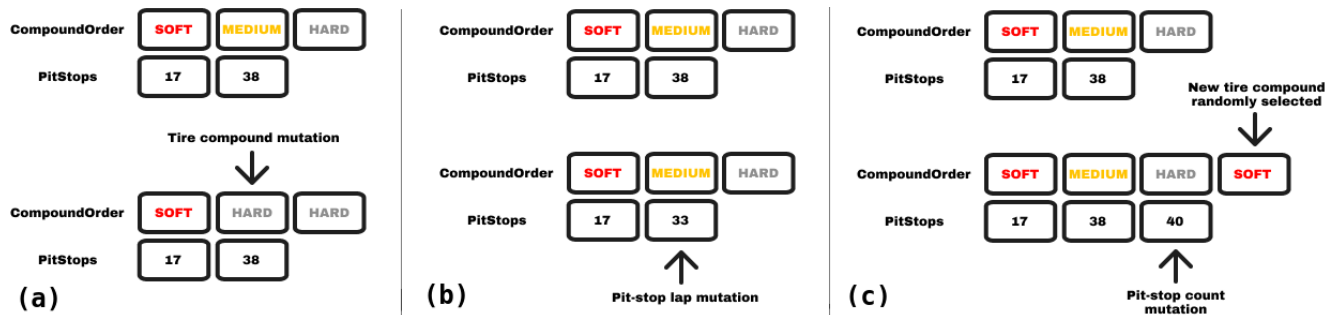 CompoundOrder SOFT MEDIUM HARD
PitStops 17 38
Tire compound mutation
CompoundOrder SOFT HARD HARD
PitStops 17 38
(a)
CompoundOrder SOFT MEDIUM HARD
PitStops 17 38
CompoundOrder SOFT MEDIUM HARD
PitStops 17 33
Pit-stop lap mutation
(b)
CompoundOrder SOFT MEDIUM HARD
PitStops 17 38
New tire compound
randomly selected
CompoundOrder SOFT MEDIUM HARD SOFT
PitStops 17 38 40
Pit-stop count
mutation
(c)